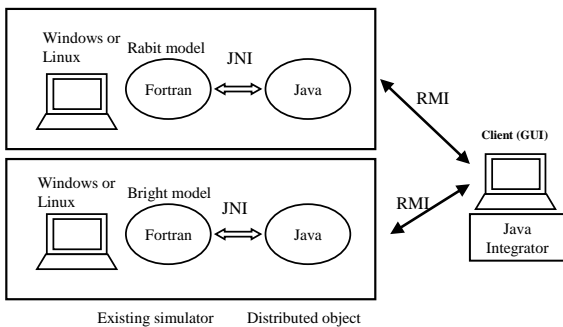 Windows or
Linux
Rabit model
JNI
Fortran
Java
RMI
Client (GUI)
Windows or
Linux
Bright model
JNI
Fortran
Java
RMI
Java
Integrator
Existing simulator
Distributed object